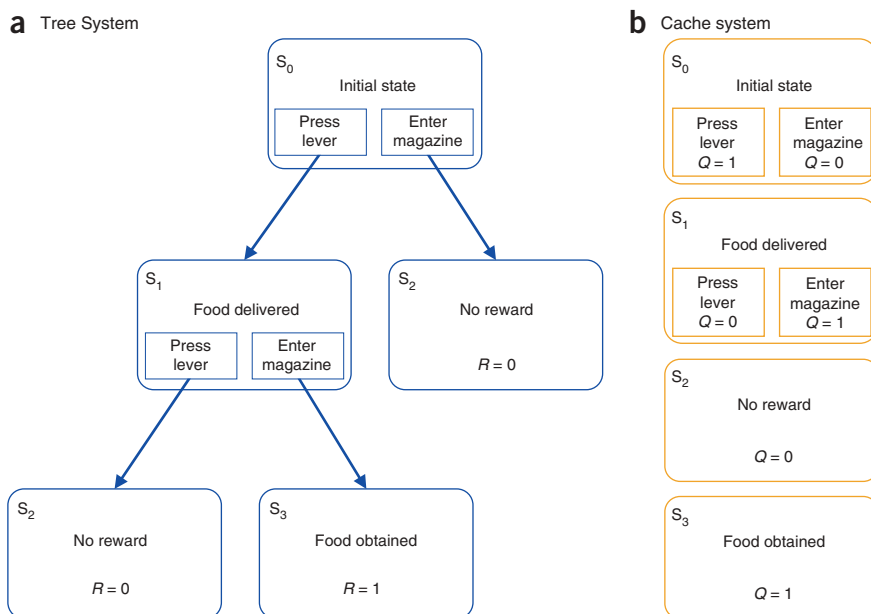 a Tree System
S0
Initial state
Press lever
Enter magazine
S1
Food delivered
Press lever
Enter magazine
S2
No reward
R = 0
S2
No reward
R = 0
S3
Food obtained
R = 1
b Cache system
S0
Initial state
Press lever Q = 1
Enter magazine Q = 0
S1
Food delivered
Press lever Q = 0
Enter magazine Q = 1
S2
No reward
Q = 0
S3
Food obtained
Q = 1